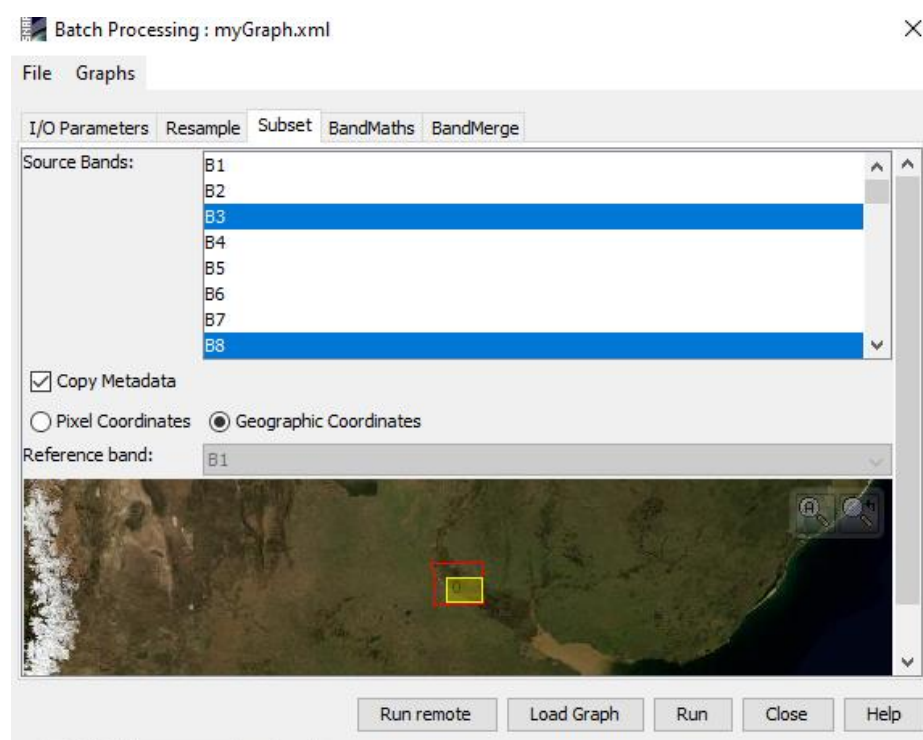 Batch Processing : myGraph.xml
File Graphs
I/O Parameters Resample Subset BandMaths BandMerge
Source Bands:
B1
B2
B3
B4
B5
B6
B7
B8
Copy Metadata
Pixel Coordinates Geographic Coordinates
Reference band:
B1
0
Run remote Load Graph Run Close Help